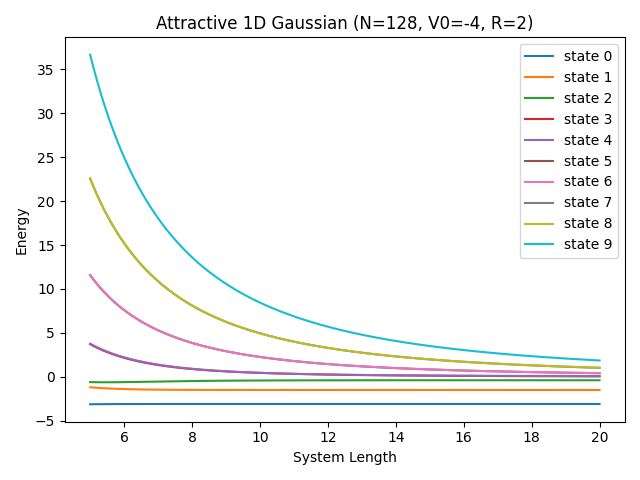 Attractive 1D Gaussian (N=128, V0=-4, R=2)
state 0
state 1
state 2
state 3
state 4
state 5
state 6
state 7
state 8
state 9
Energy
35
30
25
20
15
10
5
0
−5
6 8 10 12 14 16 18 20
System Length